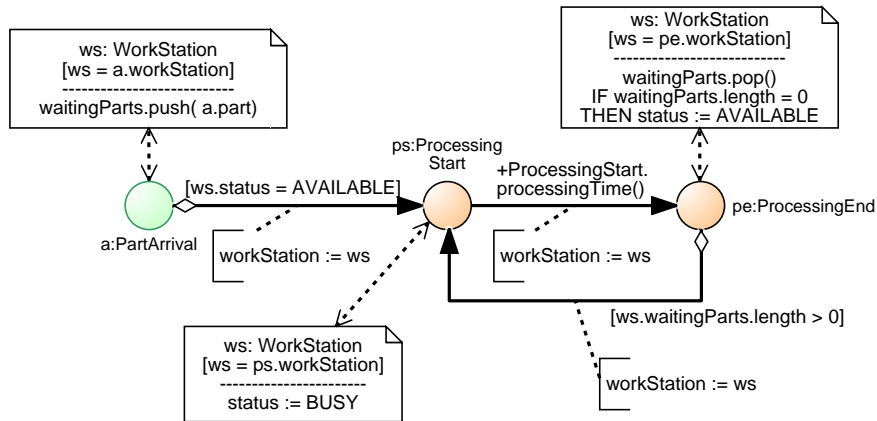 ws: WorkStation
[ws = a.workStation]
------------------------
waitingParts.push( a.part)
ws: WorkStation
[ws = pe.workStation]
------------------------
waitingParts.pop()
IF waitingParts.length = 0
THEN status := AVAILABLE
ps:Processing
Start
[ws.status = AVAILABLE]
+ProcessingStart.
processingTime()
a:PartArrival
pe:ProcessingEnd
workStation := ws
workStation := ws
[ws.waitingParts.length > 0]
ws: WorkStation
[ws = ps.workStation]
------------------------
status := BUSY
workStation := ws